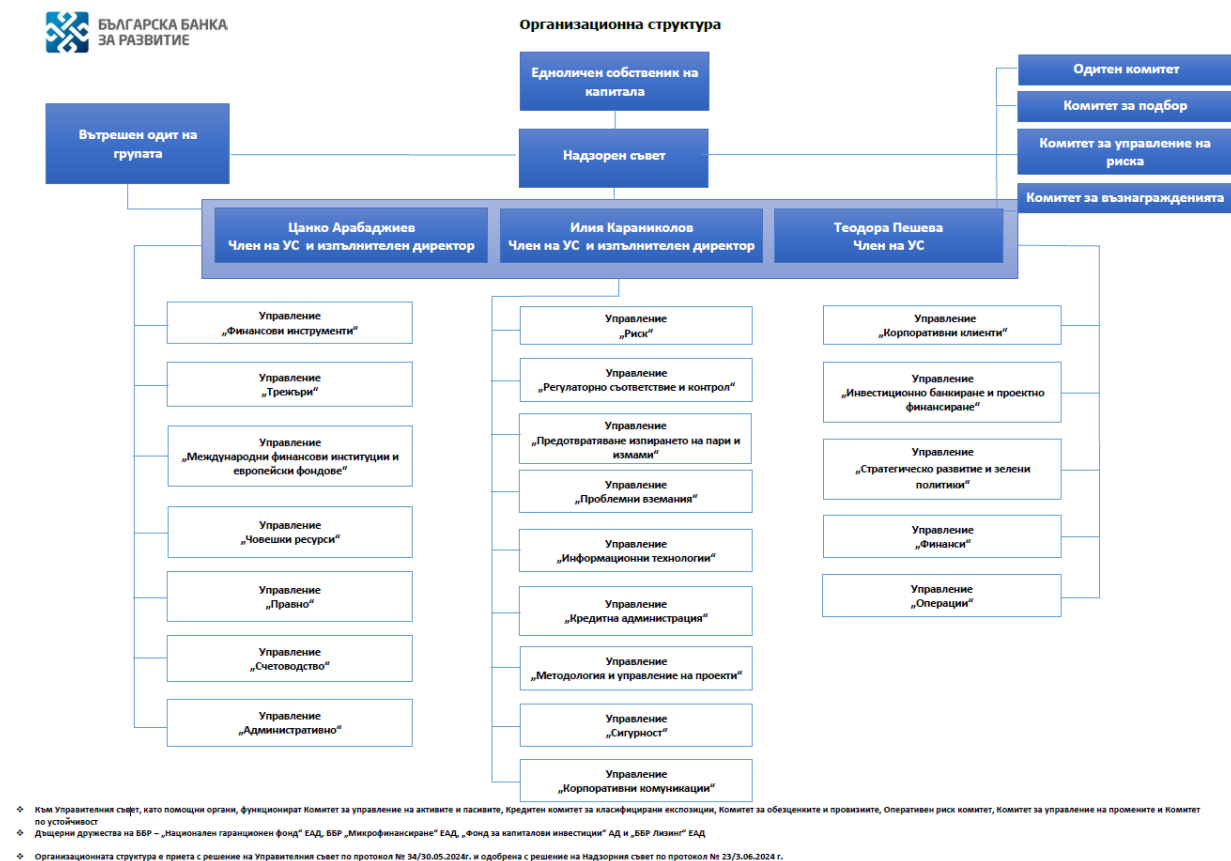 БЪЛГАРСКА БАНКА
ЗА РАЗВИТИЕ
Организационна структура
Едноличен собственик на
капитала
Одитен комитет
Комитет за подбор
Вътрешен одит на
групата
Надзорен съвет
Комитет за управление на
риска
Комитет за възнагражденията
Цанко Арабаджиев
Член на УС и изпълнителен директор
Илия Караниколов
Член на УС и изпълнителен директор
Теодора Пешева
Член на УС
Управление
„Финансови инструменти“
Управление
„Трежъри“
Управление
„Международни финансови институции и
европейски фондове“
Управление
„Човешки ресурси“
Управление
„Правно“
Управление
„Счетоводство“
Управление
„Административно“
Управление
„Риск“
Управление
„Регулаторно съответствие и контрол“
Управление
„Предотвратяване изпирането на пари и
измами“
Управление
„Проблемни вземания“
Управление
„Информационни технологии“
Управление
„Кредитна администрация“
Управление
„Методология и управление на проекти“
Управление
„Сигурност“
Управление
„Корпоративни комуникации“
Управление
„Корпоративни клиенти“
Управление
„Инвестиционно банкиране и проектно
финансиране“
Управление
„Стратегическо развитие и зелени
политики“
Управление
„Финанси“
Управление
„Операции“
❖ Към Управителния съвет, като помощни органи, функционират Комитет за управление на активите и пасивите, Кредитен комитет за класифицирани експозиции, Комитет за обезценките и провизиите, Оперативен риск комитет, Комитет за управление на промените и Комитет
по устойчивост
❖ Дъщерни дружества на ББР – „Национален гаранционен фонд“ ЕАД, ББР „Микрофинансиране“ ЕАД, „Фонд за капиталови инвестиции“ АД и „ББР Лизинг“ ЕАД
❖ Организационната структура е приета с решение на Управителния съвет по протокол № 34/30.05.2024г. и одобрена с решение на Надзорния съвет по протокол № 23/3.06.2024 г.